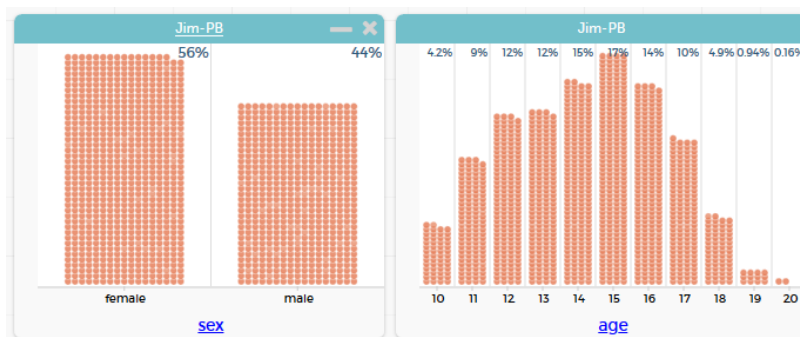 Jim-PB
56% 44%
female male
sex
Jim-PB
4.2% 9% 12% 12% 15% 17% 14% 10% 4.9% 0.94% 0.16%
10 11 12 13 14 15 16 17 18 19 20
age